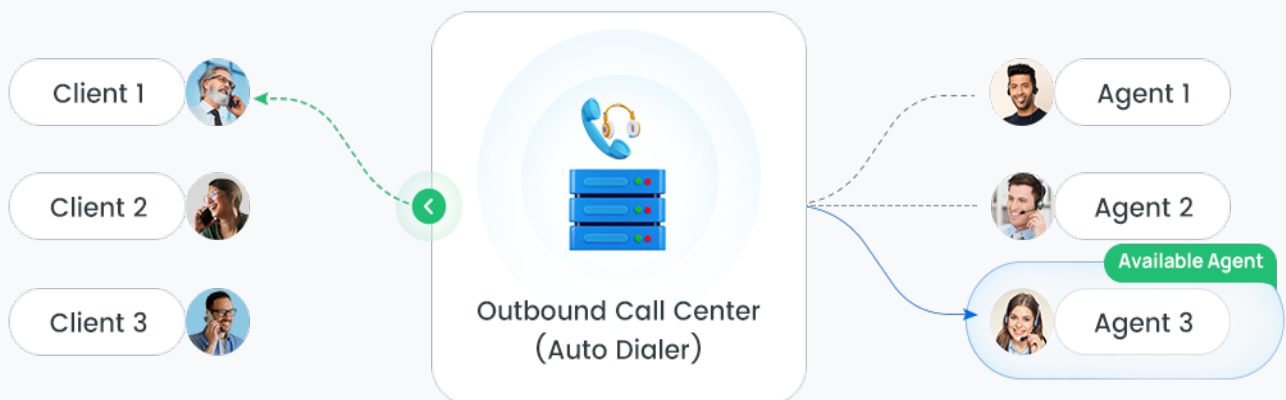 Client 1
Client 2
Client 3
Outbound Call Center
(Auto Dialer)
Agent 1
Agent 2
Available Agent
Agent 3